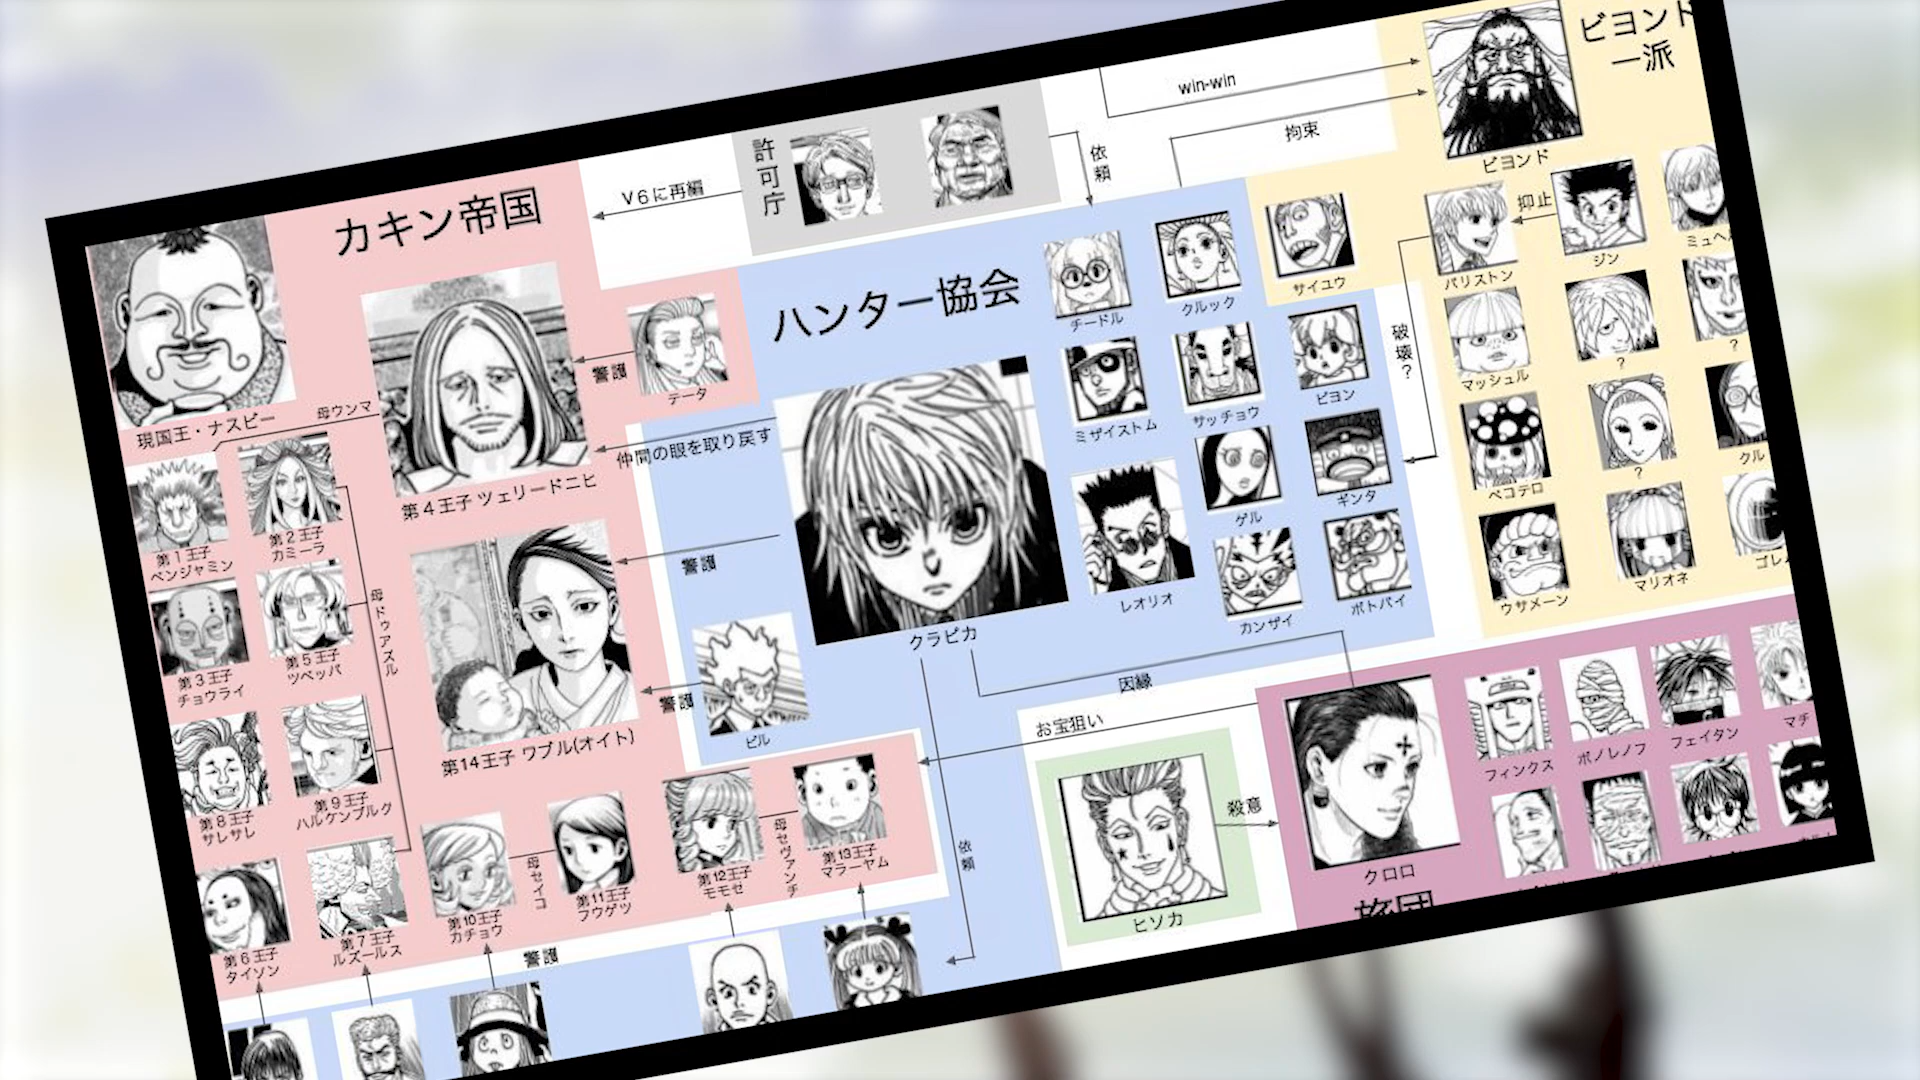 ビヨンド
一派
win-win
拘束
ビヨンド
許可庁
依頼
V6に再編
カキン帝国
ハンター協会
抑止
パリストン
ジン
ミュヘ
チードル
クルック
サイユウ
破壊?
マッシュル
?
?
警護
テータ
ミザイストム
サッチョウ
ピヨン
現国王・ナスビー
母ウンマ
仲間の眼を取り戻す
第4王子 ツェリードニヒ
ペコテロ
?
クル
ゲル
ギンタ
第1王子
ベンジャミン
第2王子
カミーラ
警護
クラピカ
レオリオ
カンザイ
ボトバイ
ウサメーン
マリオネ
ゴレ
母ドゥアズル
第3王子
チョウライ
第5王子
ツベッパ
第14王子 ワブル(オイト)
警護
ビル
因縁
お宝狙い
フィンクス
ボノレノフ
フェイタン
マチ
第8王子
サレサレ
第9王子
ハルケンブルグ
殺意
ヒソカ
クロロ
旅団
第6王子
タイソン
第7王子
ルズールス
第10王子
カチョウ
母セイコ
第11王子
フウゲツ
第12王子
モモゼ
母セヴァンチ
第13王子
マラーヤム
依頼
警護